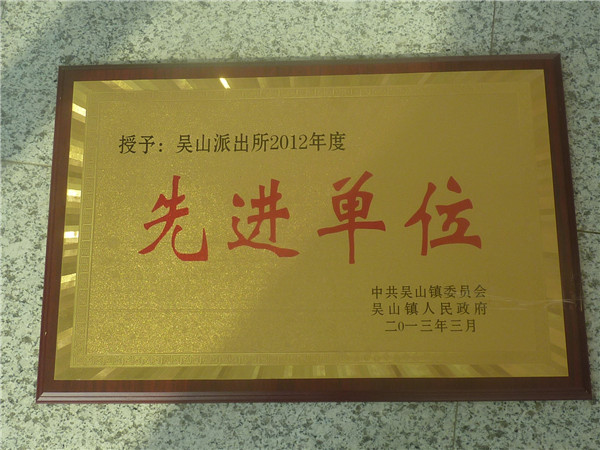 授予：吴山派出所2012年度
先进单位
中共吴山镇委员会
吴山镇人民政府
二0一三年三月